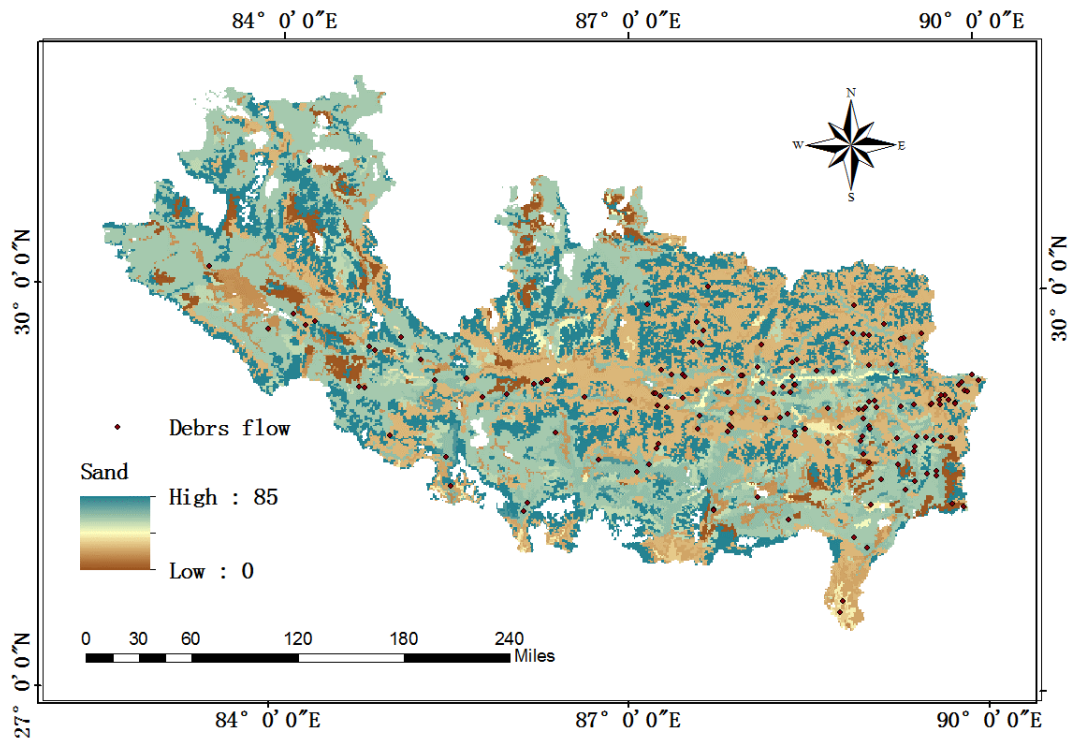 84° 0′ 0″E 87° 0′ 0″E 90° 0′ 0″E
N
W E
S
30° 0′ 0″N
30° 0′ 0″N
Debrs flow
Sand
High : 85
Low : 0
0 30 60 120 180 240
Miles
27° 0′ 0″N
84° 0′ 0″E 87° 0′ 0″E 90° 0′ 0″E